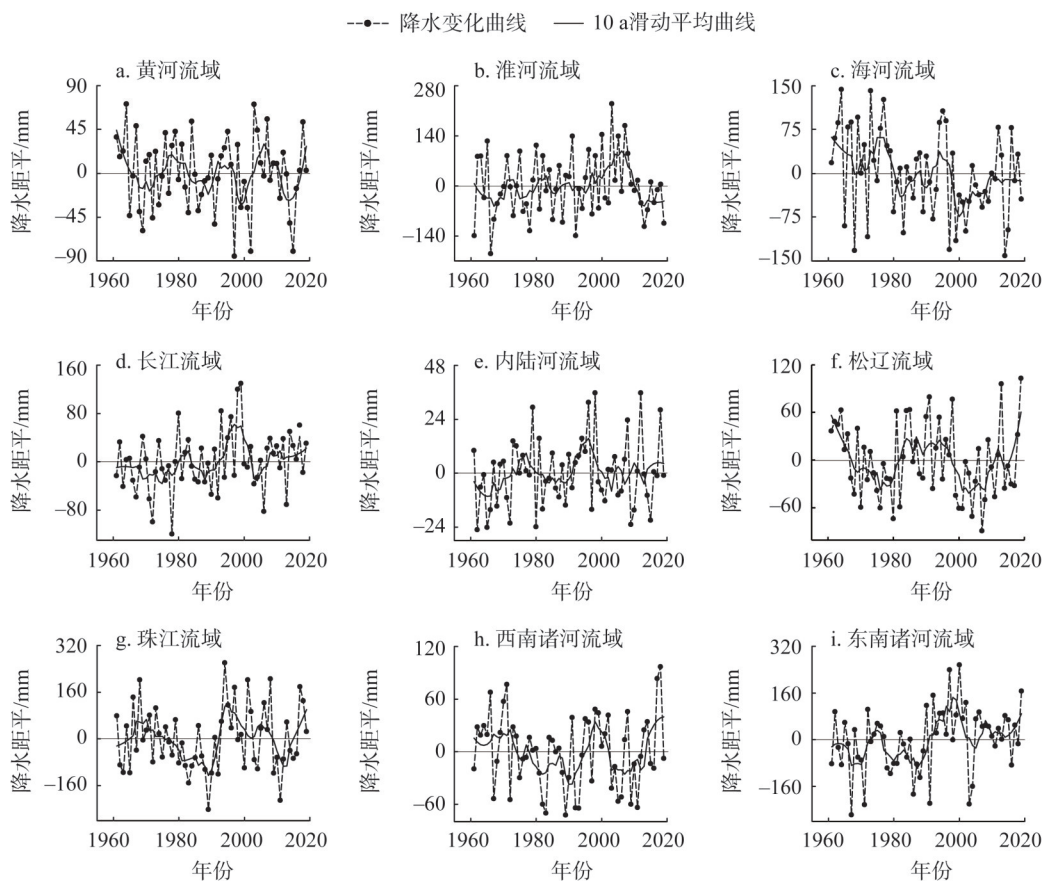 降水变化曲线 10 a滑动平均曲线
a. 黄河流域
降水距平/mm
90
45
0
−45
−90
1960 1980 2000 2020
年份
b. 淮河流域
降水距平/mm
280
140
0
−140
1960 1980 2000 2020
年份
c. 海河流域
降水距平/mm
150
75
0
−75
−150
1960 1980 2000 2020
年份
d. 长江流域
降水距平/mm
160
80
0
−80
1960 1980 2000 2020
年份
e. 内陆河流域
降水距平/mm
48
24
0
−24
1960 1980 2000 2020
年份
f. 松辽流域
降水距平/mm
120
60
0
−60
1960 1980 2000 2020
年份
g. 珠江流域
降水距平/mm
320
160
0
−160
1960 1980 2000 2020
年份
h. 西南诸河流域
降水距平/mm
120
60
0
−60
1960 1980 2000 2020
年份
i. 东南诸河流域
降水距平/mm
320
160
0
−160
1960 1980 2000 2020
年份